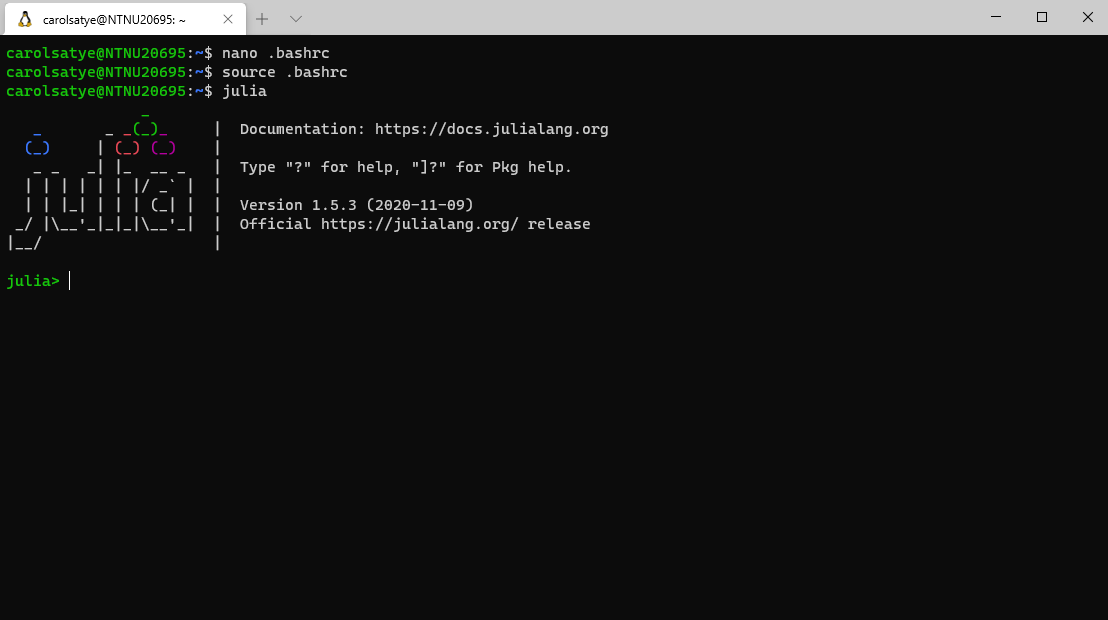 carolsatye@NTNU20695: ~
carolsatye@NTNU20695:~$ nano .bashrc
carolsatye@NTNU20695:~$ source .bashrc
carolsatye@NTNU20695:~$ julia
               _
   _       _ _(_)_     |  Documentation: https://docs.julialang.org
  (_)     | (_) (_)    |
   _ _   _| |_  __ _   |  Type "?" for help, "]?" for Pkg help.
  | | | | | | |/ _` |  |
  | | |_| | | | (_| |  |  Version 1.5.3 (2020-11-09)
 _/ |\__'_|_|_|\__'_|  |  Official https://julialang.org/ release
|__/                   |
julia>